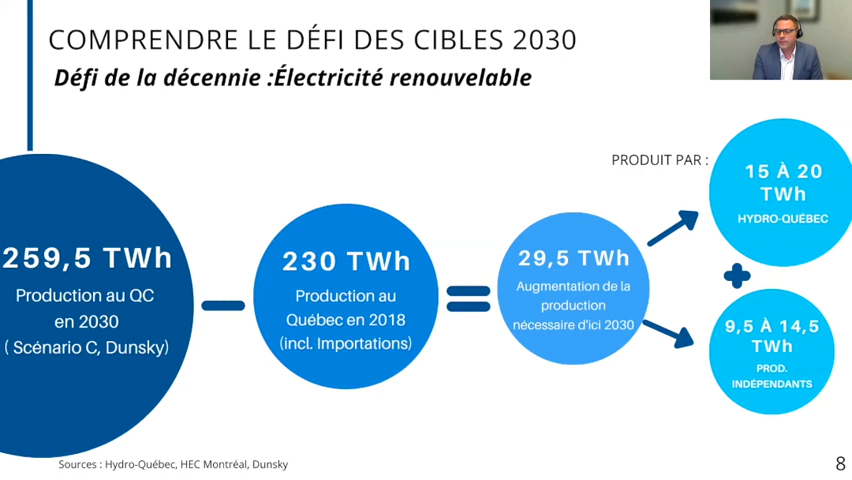 COMPRENDRE LE DÉFI DES CIBLES 2030
Défi de la décennie :Électricité renouvelable
259,5 TWh
Production au QC
en 2030
( Scénario C, Dunsky)
230 TWh
Production au
Québec en 2018
(incl. Importations)
29,5 TWh
Augmentation de la
production
nécessaire d'ici 2030
PRODUIT PAR :
15 À 20
TWh
HYDRO-QUÉBEC
9,5 À 14,5
TWh
PROD.
INDÉPENDANTS
Sources : Hydro-Québec, HEC Montréal, Dunsky
8